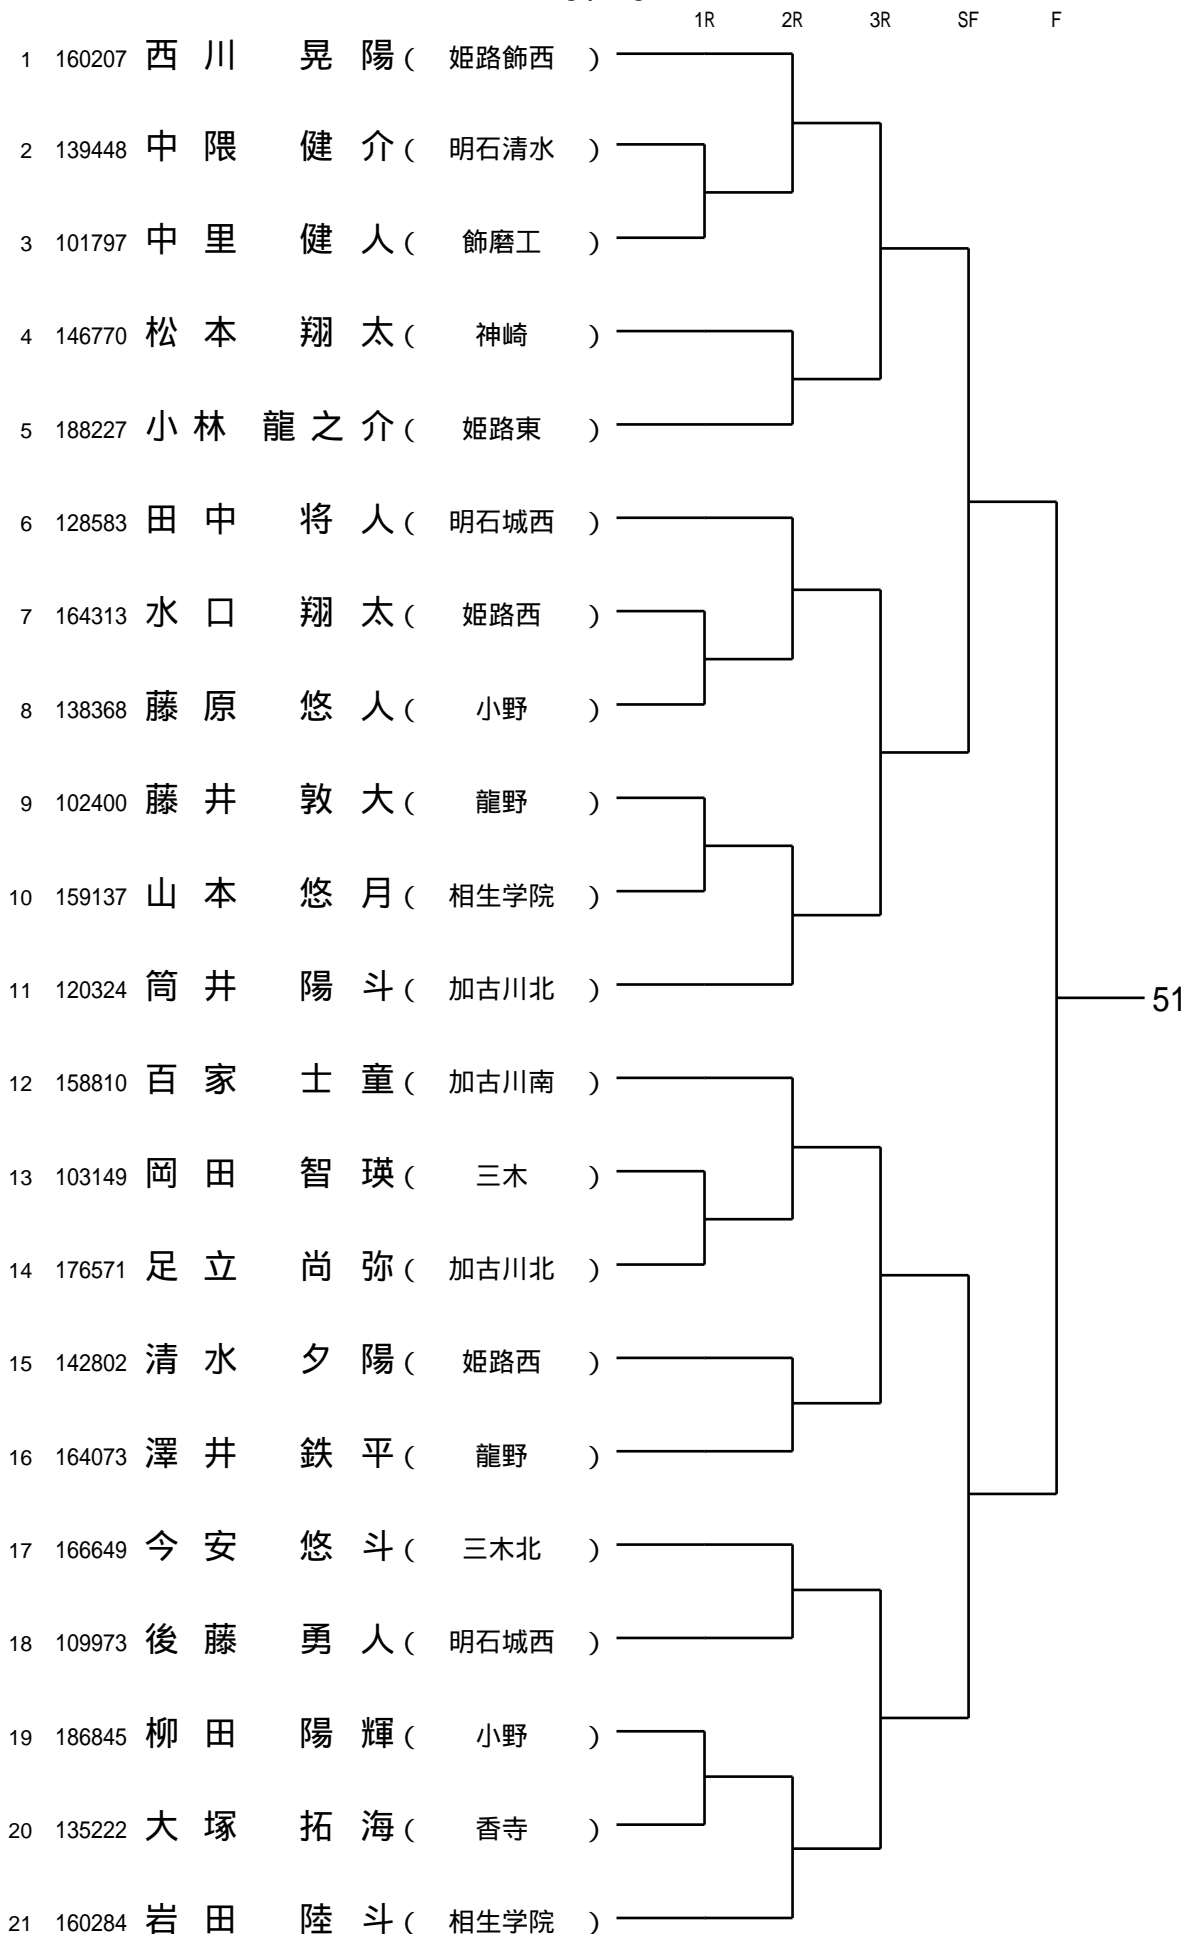 1R 2R 3R SF F
1 160207 西川 晃陽 ( 姫路飾西 )
2 139448 中隈 健介 ( 明石清水 )
3 101797 中里 健人 ( 飾磨工 )
4 146770 松本 翔太 ( 神崎 )
5 188227 小林 龍之介 ( 姫路東 )
6 128583 田中 将人 ( 明石城西 )
7 164313 水口 翔太 ( 姫路西 )
8 138368 藤原 悠人 ( 小野 )
9 102400 藤井 敦大 ( 龍野 )
10 159137 山本 悠月 ( 相生学院 )
11 120324 筒井 陽斗 ( 加古川北 )
51
12 158810 百家 士童 ( 加古川南 )
13 103149 岡田 智瑛 ( 三木 )
14 176571 足立 尚弥 ( 加古川北 )
15 142802 清水 夕陽 ( 姫路西 )
16 164073 澤井 鉄平 ( 龍野 )
17 166649 今安 悠斗 ( 三木北 )
18 109973 後藤 勇人 ( 明石城西 )
19 186845 柳田 陽輝 ( 小野 )
20 135222 大塚 拓海 ( 香寺 )
21 160284 岩田 陸斗 ( 相生学院 )